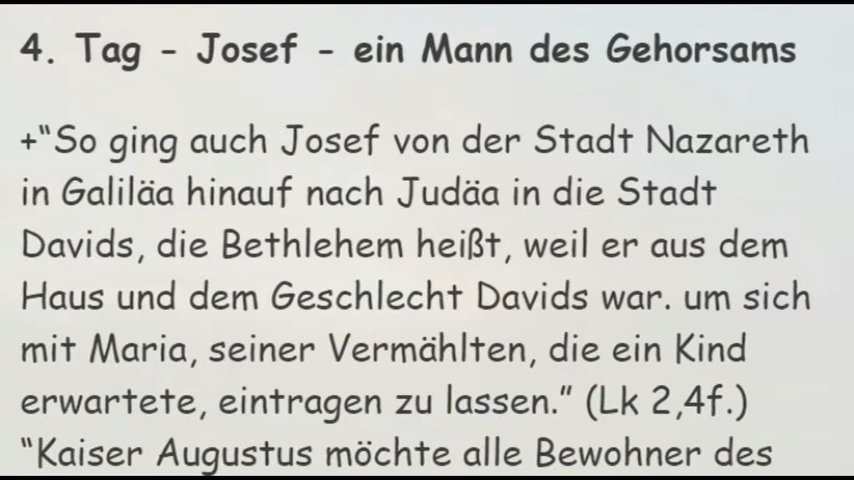 4. Tag - Josef - ein Mann des Gehorsams
+"So ging auch Josef von der Stadt Nazareth
in Galiläa hinauf nach Judäa in die Stadt
Davids, die Bethlehem heißt, weil er aus dem
Haus und dem Geschlecht Davids war. um sich
mit Maria, seiner Vermählten, die ein Kind
erwartete, eintragen zu lassen." (Lk 2,4f.)
"Kaiser Augustus möchte alle Bewohner des